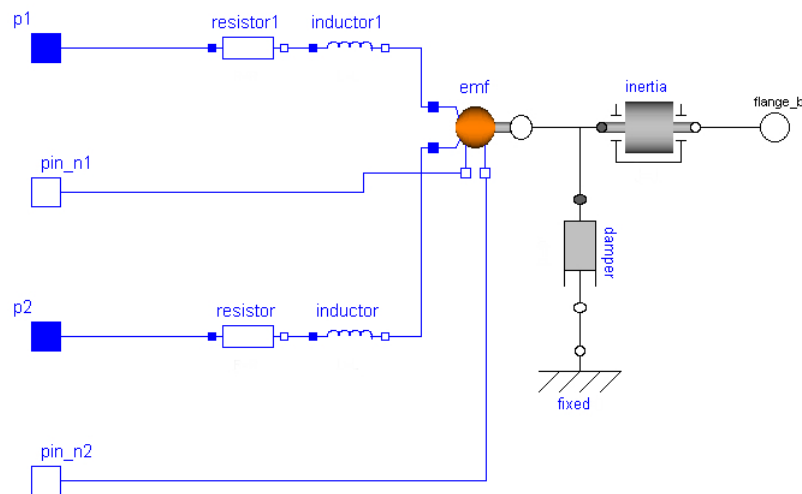 p1
resistor1
inductor1
emf
inertia
flange_b
pin_n1
damper
p2
resistor
inductor
fixed
pin_n2